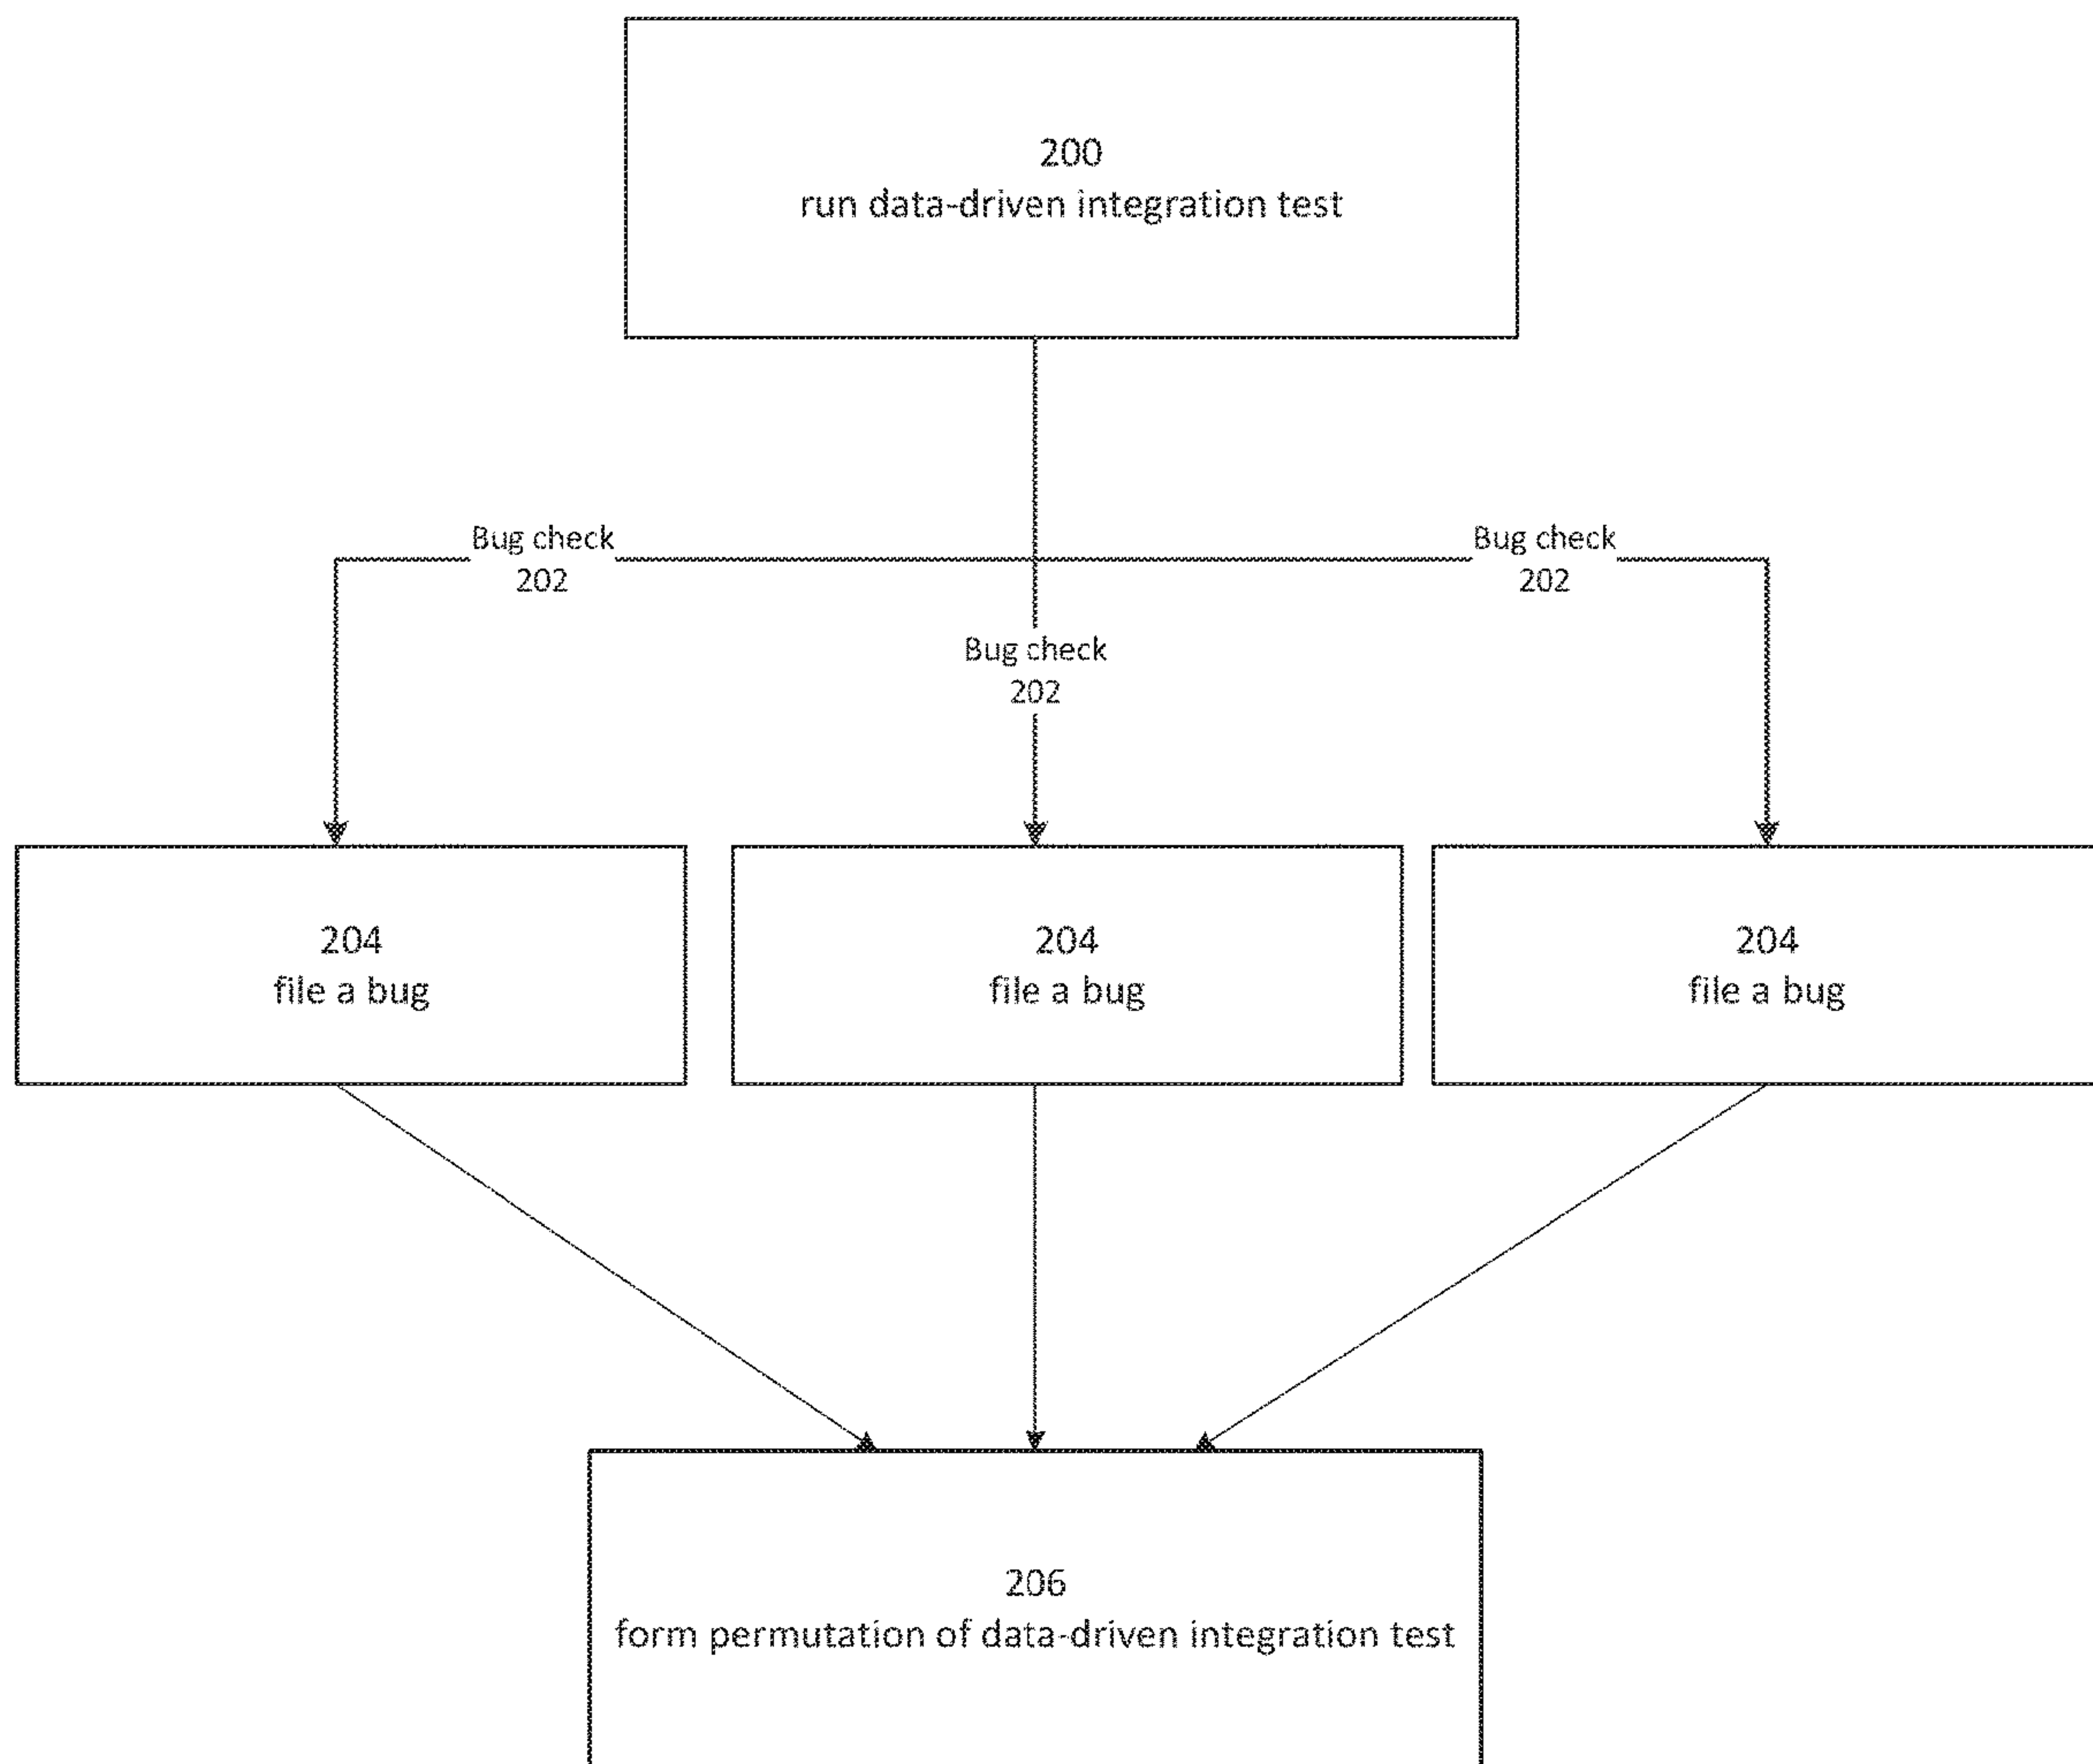 200
run data-driven integration test
Bug check
202
Bug check
202
Bug check
202
204
file a bug
204
file a bug
204
file a bug
206
form permutation of data-driven integration test